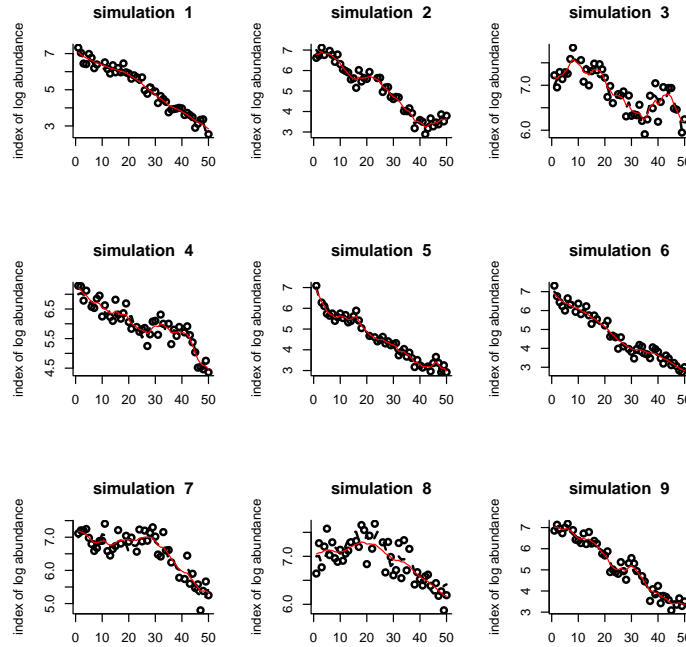 simulation 1
index of log abundance
3 5 7
0 10 20 30 40 50
simulation 2
index of log abundance
3 4 5 6 7
0 10 20 30 40 50
simulation 3
index of log abundance
6.0 7.0
0 10 20 30 40 50
simulation 4
index of log abundance
4.5 5.5 6.5
0 10 20 30 40 50
simulation 5
index of log abundance
3 4 5 6 7
0 10 20 30 40 50
simulation 6
index of log abundance
3 4 5 6 7
0 10 20 30 40 50
simulation 7
index of log abundance
5.0 6.0 7.0
0 10 20 30 40 50
simulation 8
index of log abundance
6.0 7.0
0 10 20 30 40 50
simulation 9
index of log abundance
3 4 5 6 7
0 10 20 30 40 50